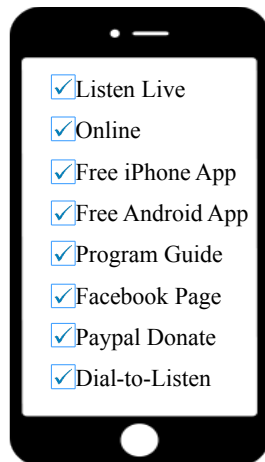 Listen Live
Online
Free iPhone App
Free Android App
Program Guide
Facebook Page
Paypal Donate
Dial-to-Listen